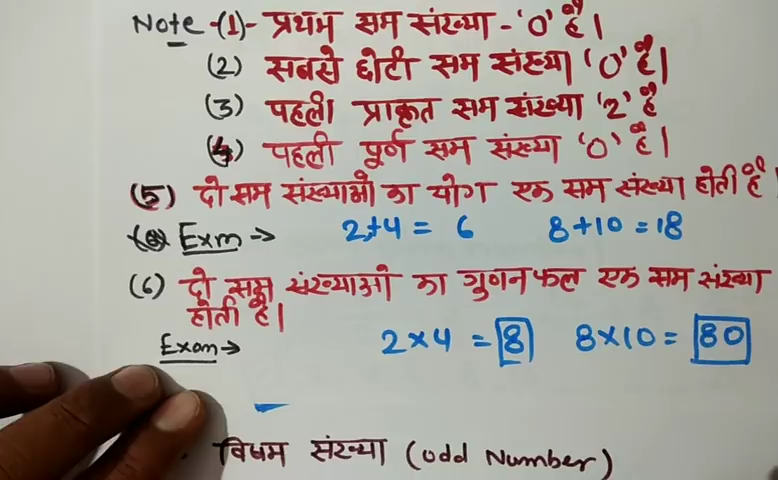 Note -(1)- प्रथम सम संख्या - '0' है।
(2) सबसे छोटी सम संख्या '0' है।
(3) पहली प्राकृत सम संख्या '2' है
(4) पहली पुर्ण सम संख्या '0' है।
(5) दो सम संख्याओं का योग एक सम संख्या होती है।
Exm → 2+4 = 6 8+10 = 18
(6) दो सम संख्याओ का गुणनफल एक सम संख्या
होती है।
Exam → 2×4 = 8 8×10 = 80
विषम संख्या (odd Number)